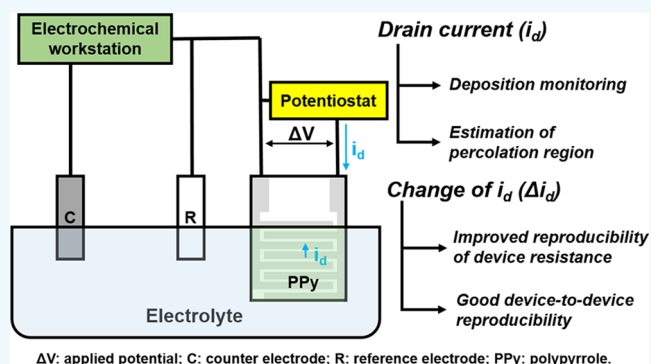 Electrochemical
workstation
Potentiostat
ΔV
id
C
R
id
PPy
Electrolyte
Drain current (id)
Deposition monitoring
Estimation of
percolation region
Change of id (Δid)
Improved reproducibility
of device resistance
Good device-to-device
reproducibility
ΔV: applied potential; C: counter electrode; R: reference electrode; PPy: polypyrrole.